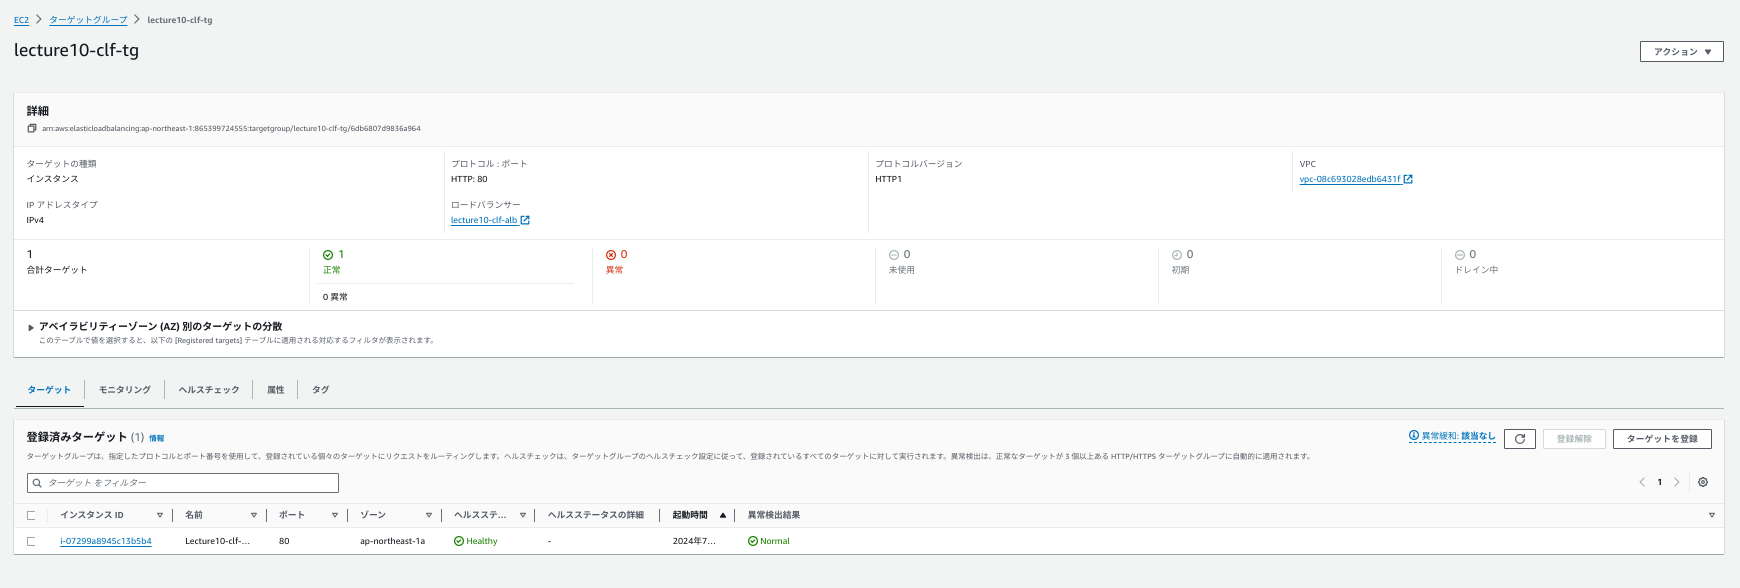 EC2 > ターゲットグループ > lecture10-clf-tg
lecture10-clf-tg
アクション
詳細
arn:aws:elasticloadbalancing:ap-northeast-1:865399724555:targetgroup/lecture10-clf-tg/6db6807d9836a964
ターゲットの種類
インスタンス
プロトコル : ポート
HTTP: 80
プロトコルバージョン
HTTP1
VPC
vpc-08c693028edb6431f
IP アドレスタイプ
IPv4
ロードバランサー
lecture10-clf-alb
1
合計ターゲット
1
正常
0 異常
0
異常
0
未使用
0
初期
0
ドレイン中
アベイラビリティーゾーン (AZ) 別のターゲットの分散
このテーブルで値を選択すると、以下の [Registered targets] テーブルに適用される対応するフィルタが表示されます。
ターゲット モニタリング ヘルスチェック 属性 タグ
登録済みターゲット (1) 情報
異常緩和: 該当なし 登録解除 ターゲットを登録
ターゲットグループは、指定したプロトコルとポート番号を使用して、登録されている個々のターゲットにリクエストをルーティングします。ヘルスチェックは、ターゲットグループのヘルスチェック設定に従って、登録されているすべてのターゲットに対して実行されます。異常検出は、正常なターゲットが 3 個以上ある HTTP/HTTPS ターゲットグループに自動的に適用されます。
ターゲット をフィルター
1
インスタンス ID 名前 ポート ゾーン ヘルスステ... ヘルスステータスの詳細 起動時間 異常検出結果
i-07299a8945c13b5b4 Lecture10-clf-... 80 ap-northeast-1a Healthy - 2024年7... Normal